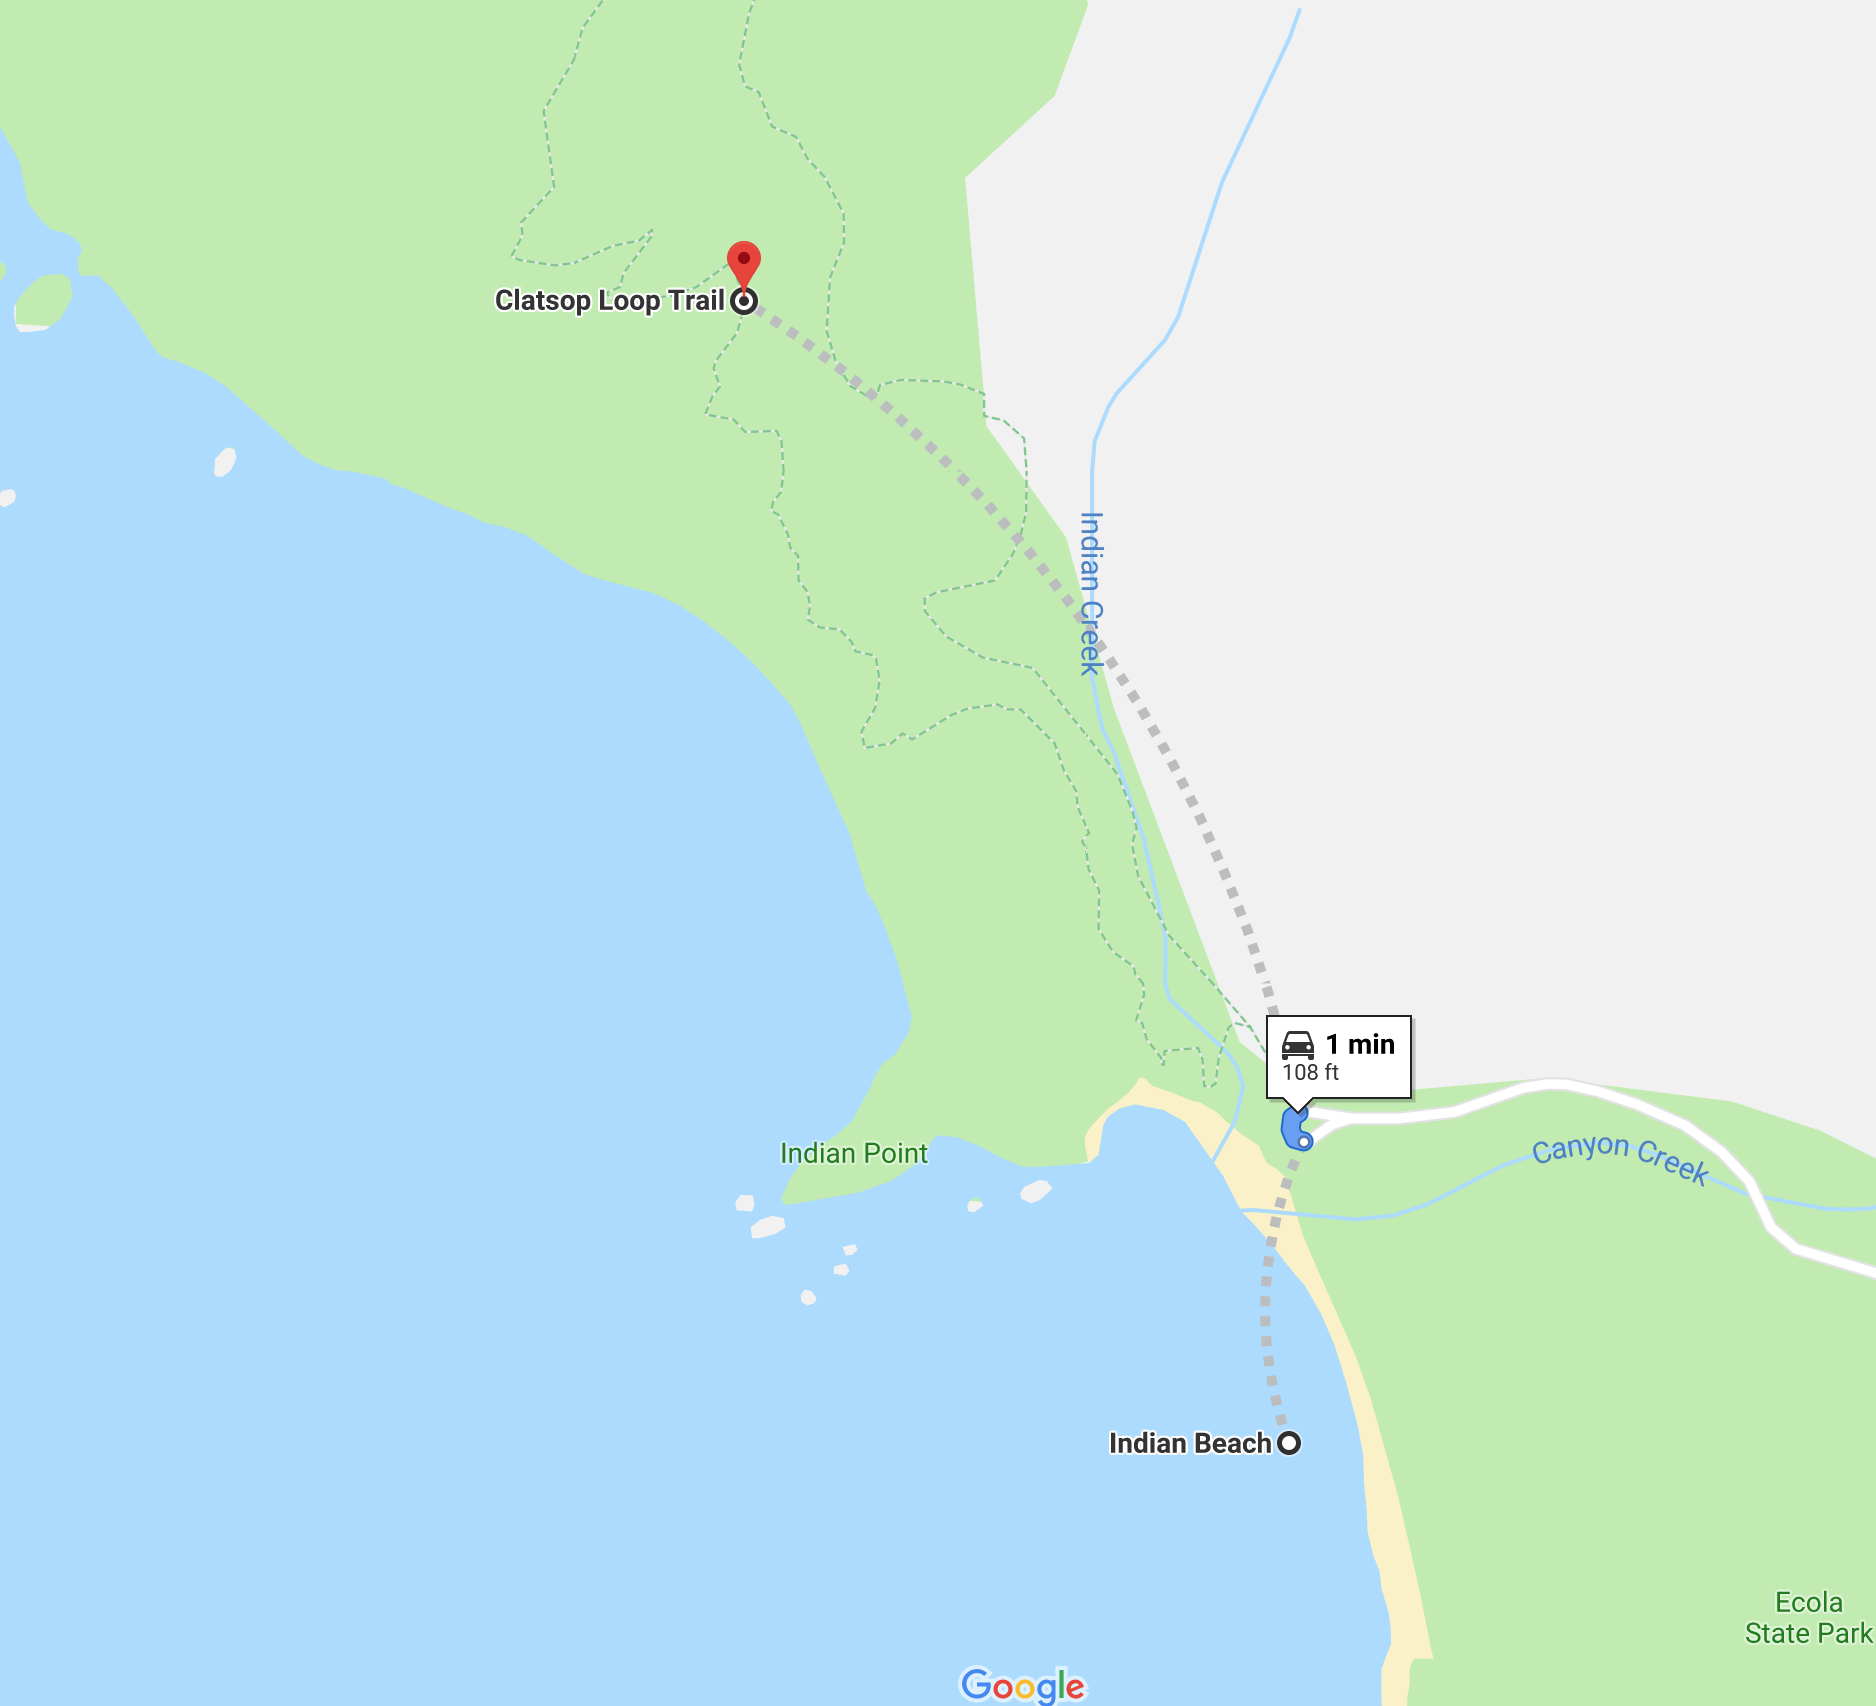 Clatsop Loop Trail
Indian Creek
1 min
108 ft
Indian Point
Canyon Creek
Indian Beach
Ecola
State Park
Google